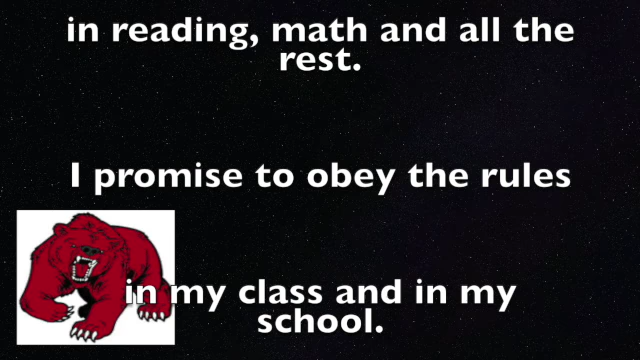 in reading, math and all the
rest.
I promise to obey the rules
in my class and in my
school.